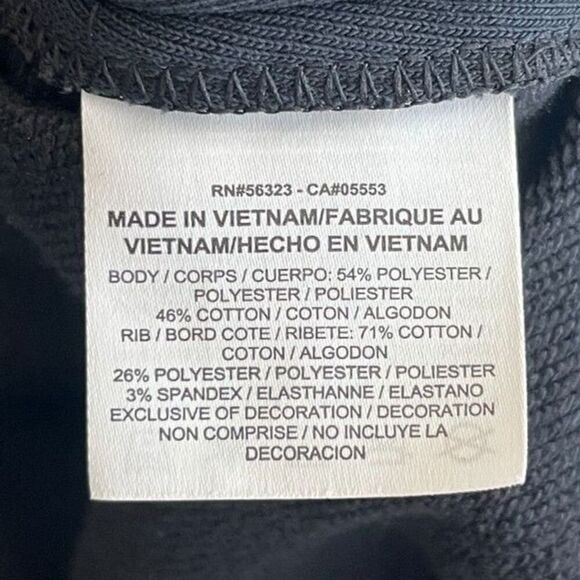 RN#56323 - CA#05553
MADE IN VIETNAM/FABRIQUE AU
VIETNAM/HECHO EN VIETNAM
BODY / CORPS / CUERPO: 54% POLYESTER /
POLYESTER / POLIESTER
46% COTTON / COTON / ALGODON
RIB / BORD COTE / RIBETE: 71% COTTON /
COTON / ALGODON
26% POLYESTER / POLYESTER / POLIESTER
3% SPANDEX / ELASTHANNE / ELASTANO
EXCLUSIVE OF DECORATION / DECORATION
NON COMPRISE / NO INCLUYE LA
DECORACION